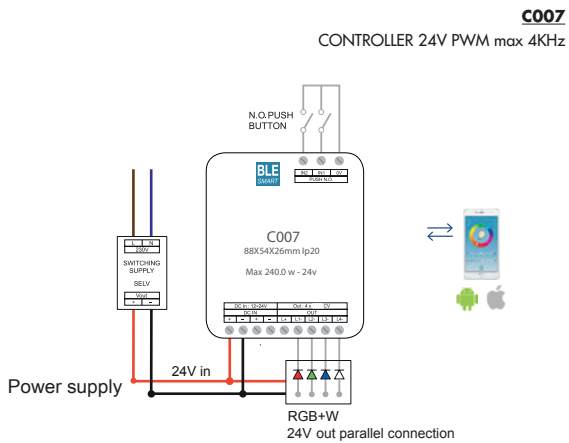 C007
CONTROLLER 24V PWM max 4KHz
N.O. PUSH
BUTTON
BLE
SMART
IN2 IN1 0V
PUSH N.O.
L N
230V
SWITCHING
SUPPLY
SELV
Vout
+ –
C007
88X54X26mm Ip20
Max 240.0 w - 24v
DC In : 12÷24V Out : 4 x CV
DC IN OUT
+ – + – L+ L1- L2- L3- L4-
24V in
Power supply
RGB+W
24V out parallel connection